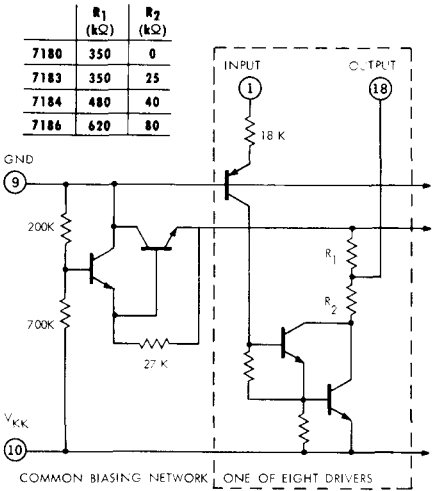 R1 (kΩ) R2 (kΩ)
7180 350 0
7183 350 25
7184 480 40
7186 620 80
INPUT
OUTPUT
1
18
18 K
GND
9
200K
R1
R2
700K
27 K
VKK
10
COMMON BIASING NETWORK
ONE OF EIGHT DRIVERS